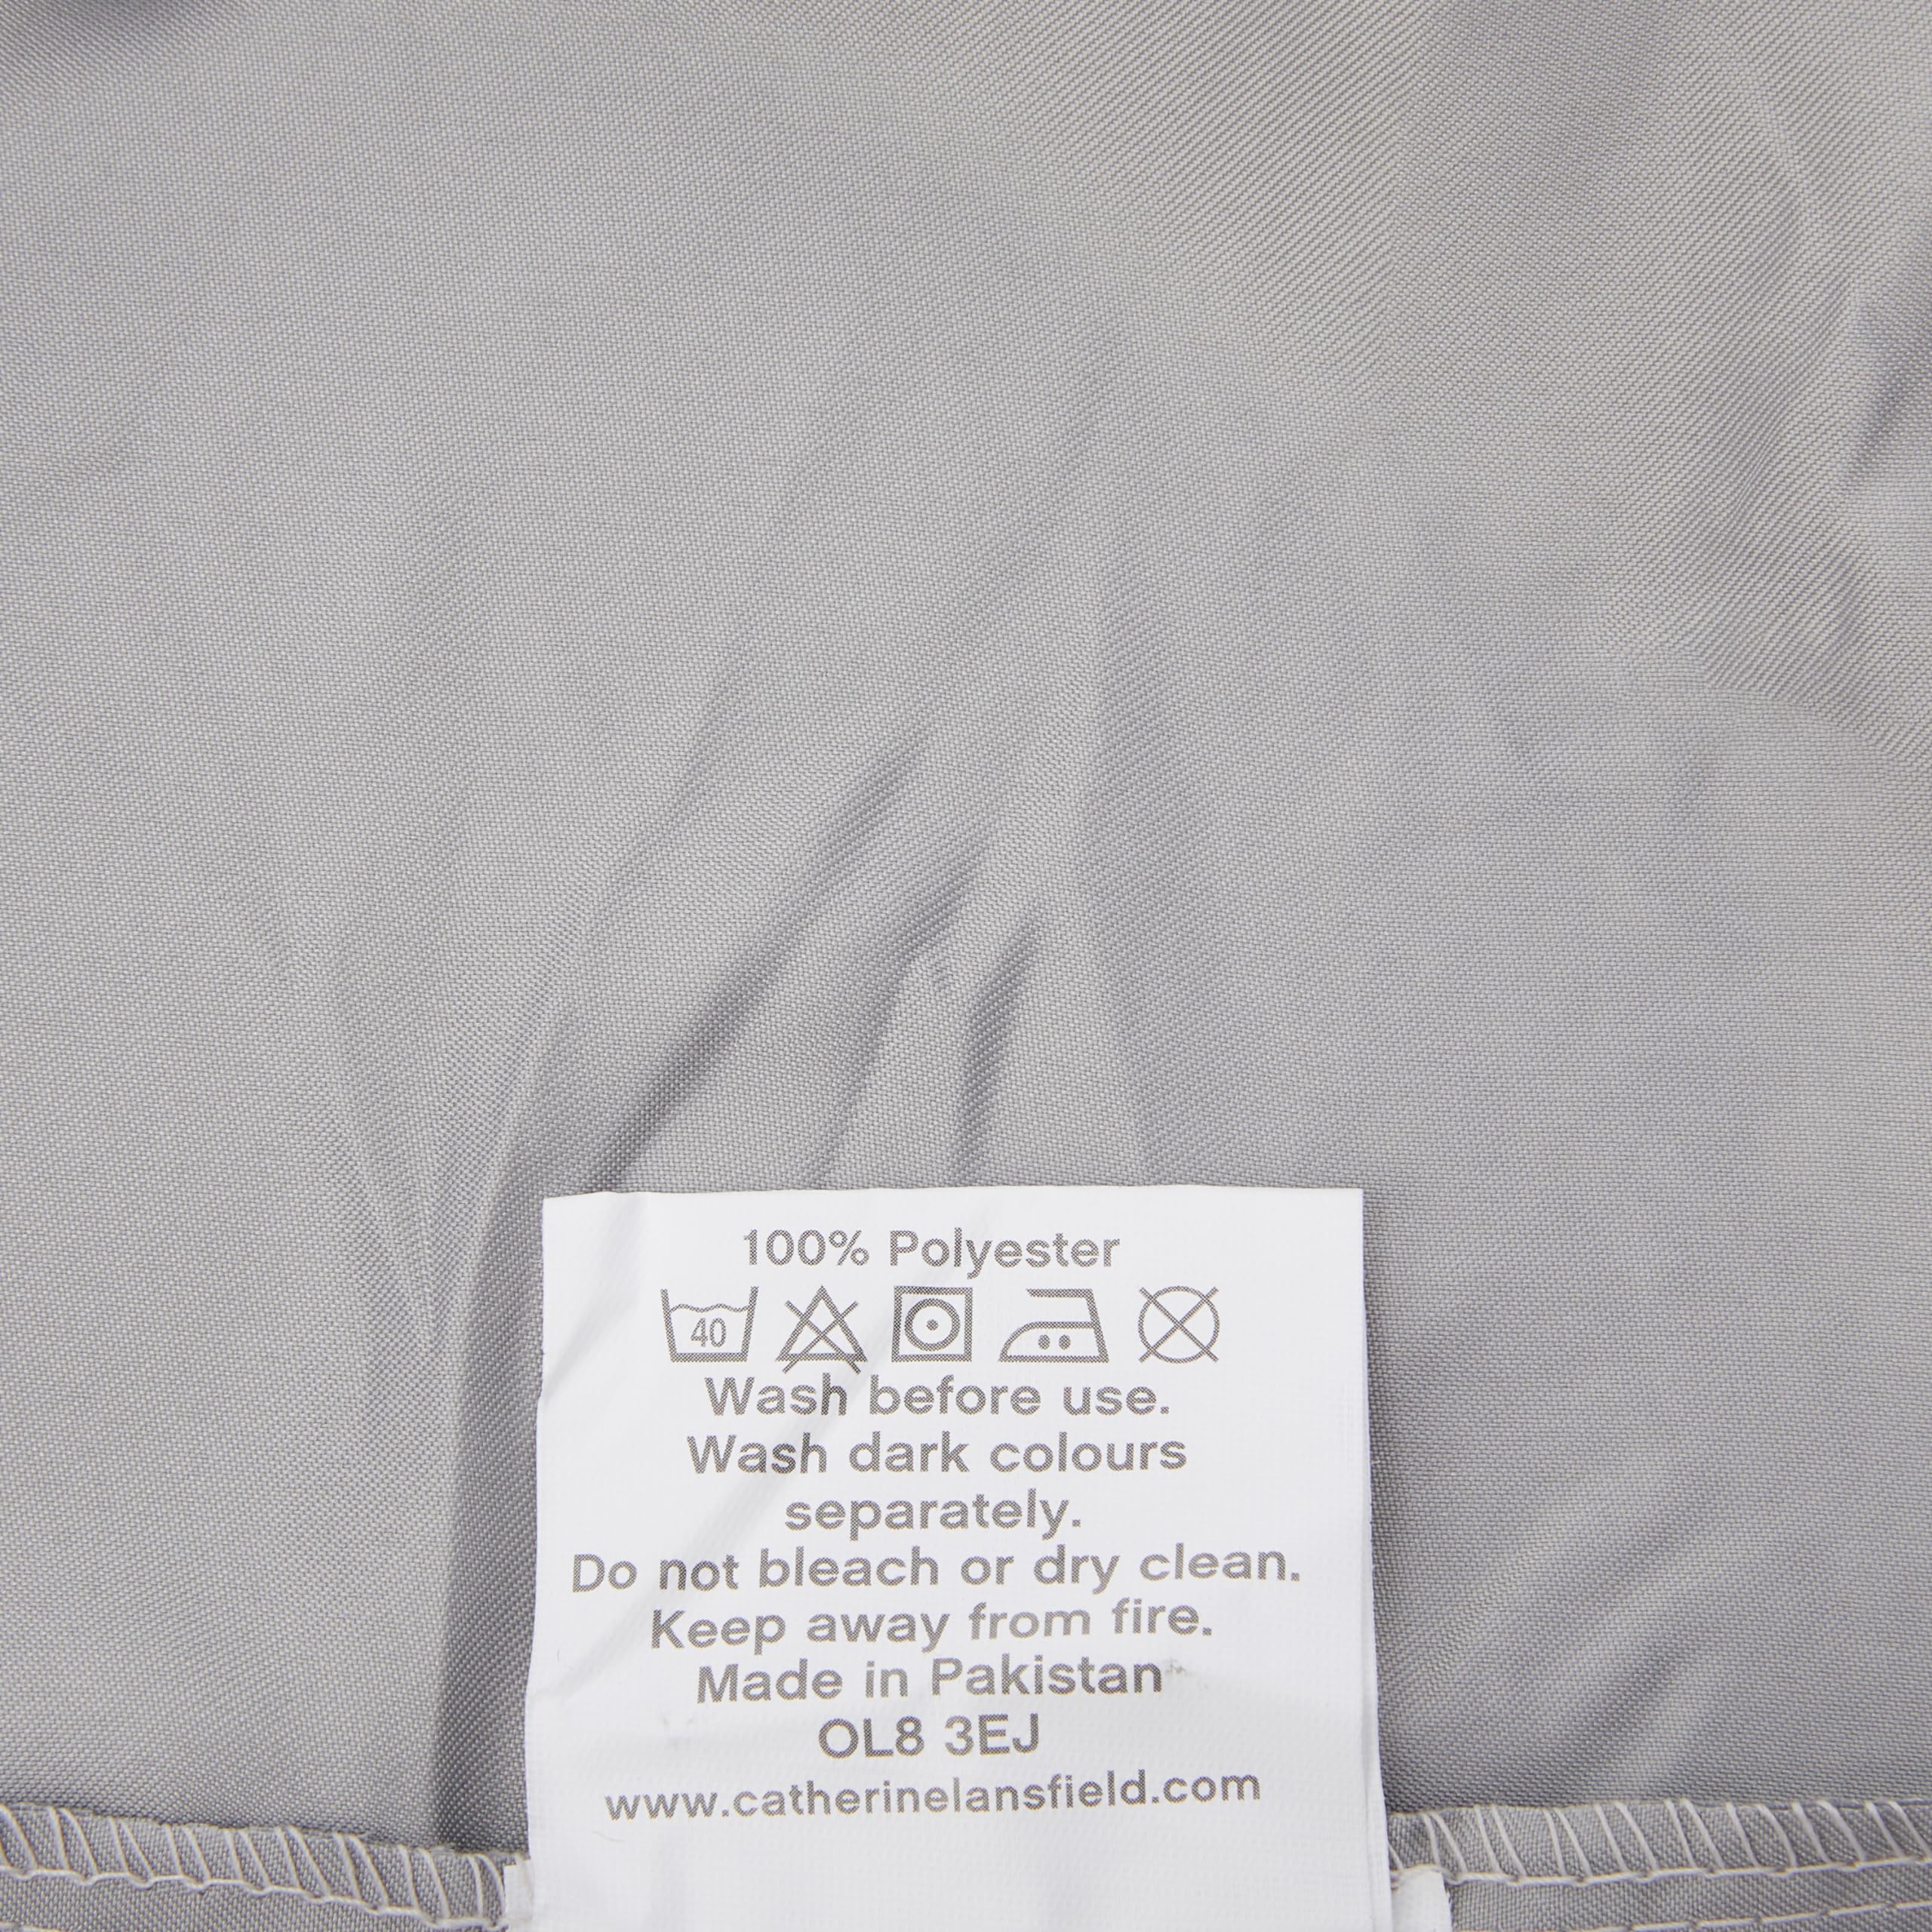 100% Polyester
40
Wash before use.
Wash dark colours
separately.
Do not bleach or dry clean.
Keep away from fire.
Made in Pakistan
OL8 3EJ
www.catherinelansfield.com